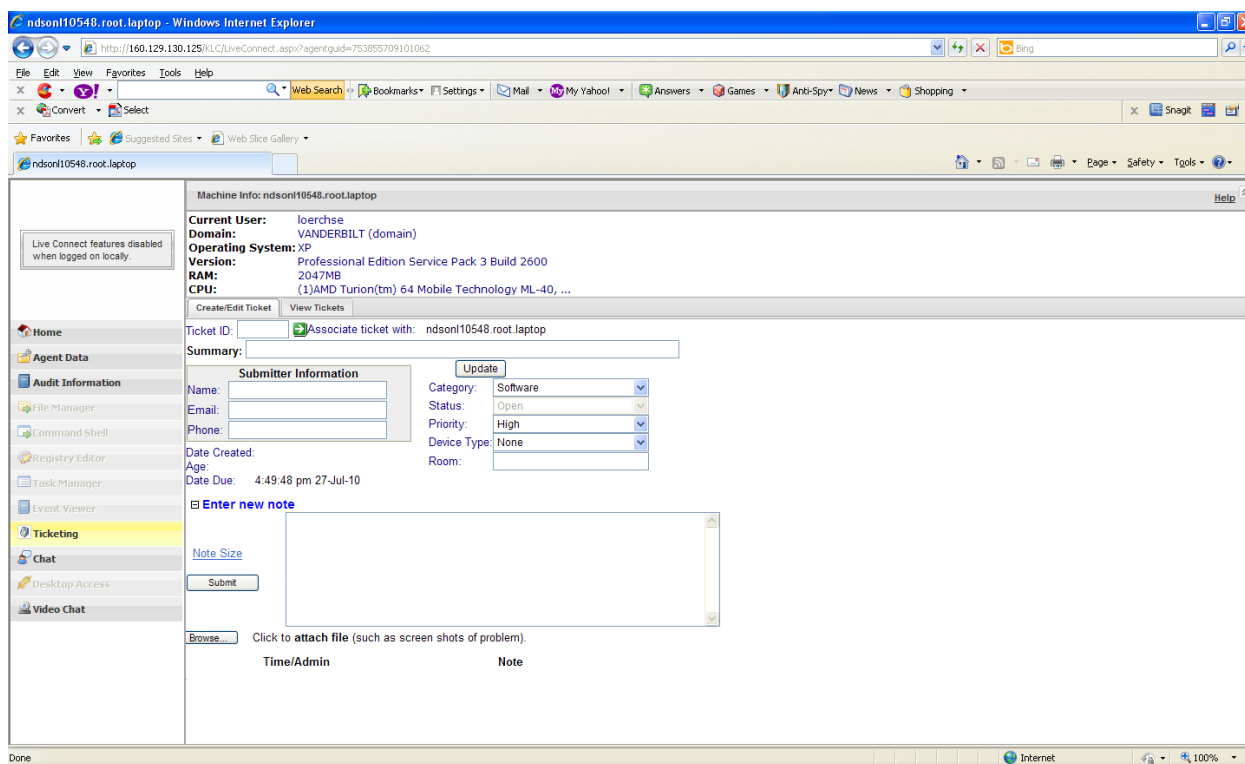 ndsonl10548.root.laptop - Windows Internet Explorer
http://160.129.130.125/KLC/LiveConnect.aspx?agentguid=753855709101062
Bing
File Edit View Favorites Tools Help
Web Search Bookmarks Settings Mail My Yahoo! Answers Games Anti-Spy News Shopping
Convert Select
Snagit
Favorites Suggested Sites Web Slice Gallery
ndsonl10548.root.laptop
Page Safety Tools
Machine Info: ndsonl10548.root.laptop
Help
Live Connect features disabled
when logged on locally.
Current User: loerchse
Domain: VANDERBILT (domain)
Operating System: XP
Version: Professional Edition Service Pack 3 Build 2600
RAM: 2047MB
CPU: (1)AMD Turion(tm) 64 Mobile Technology ML-40, ...
Create/Edit Ticket View Tickets
Home
Agent Data
Audit Information
File Manager
Command Shell
Registry Editor
Task Manager
Event Viewer
Ticketing
Chat
Desktop Access
Video Chat
Ticket ID: Associate ticket with: ndsonl10548.root.laptop
Summary:
Submitter Information
Name:
Email:
Phone:
Update
Category: Software
Status: Open
Priority: High
Device Type: None
Room:
Date Created:
Age:
Date Due: 4:49:48 pm 27-Jul-10
Enter new note
Note Size
Submit
Browse... Click to attach file (such as screen shots of problem).
Time/Admin Note
Done Internet 100%